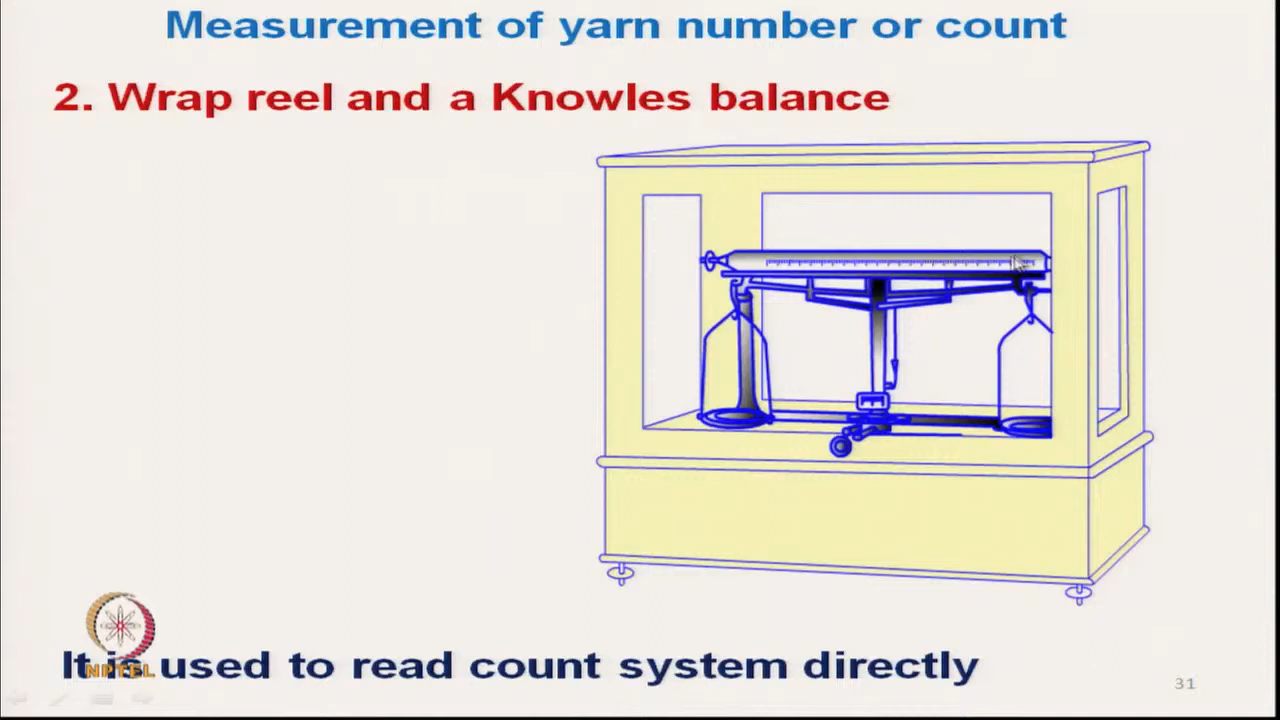 Measurement of yarn number or count
2. Wrap reel and a Knowles balance
It is used to read count system directly
NPTEL
31